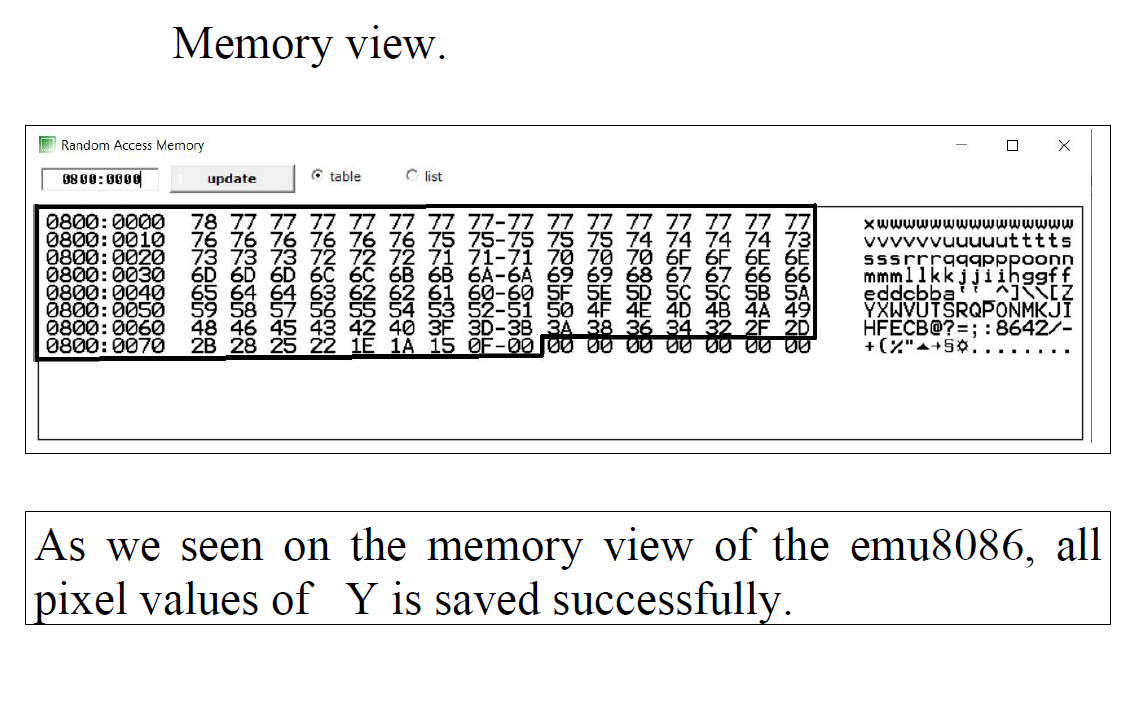 Memory view.
Random Access Memory
0800:0000 update table list
0800:0000 78 77 77 77 77 77 77 77-77 77 77 77 77 77 77 77 xwwwwwwwwwwwwwww
0800:0010 76 76 76 76 76 76 75 75-75 75 75 74 74 74 74 73 vvvvvvuuuuutttts
0800:0020 73 73 73 72 72 72 71 71-71 70 70 70 6F 6F 6E 6E sssrrrqqqpppoonn
0800:0030 6D 6D 6D 6C 6C 6B 6B 6A-6A 69 69 68 67 67 66 66 mmmllkkjjiihggff
0800:0040 65 64 64 63 62 62 61 60-60 5F 5E 5D 5C 5C 5B 5A eddcbba``_^]\\[Z
0800:0050 59 58 57 56 55 54 53 52-51 50 4F 4E 4D 4B 4A 49 YXWVUTSRQPONMKJI
0800:0060 48 46 45 43 42 40 3F 3D-3B 3A 38 36 34 32 2F 2D HFECB@?=;:8642/-
0800:0070 2B 28 25 22 1E 1A 15 0F-00 00 00 00 00 00 00 00 +(%"▲→§☼........
As we seen on the memory view of the emu8086, all
pixel values of Y is saved successfully.